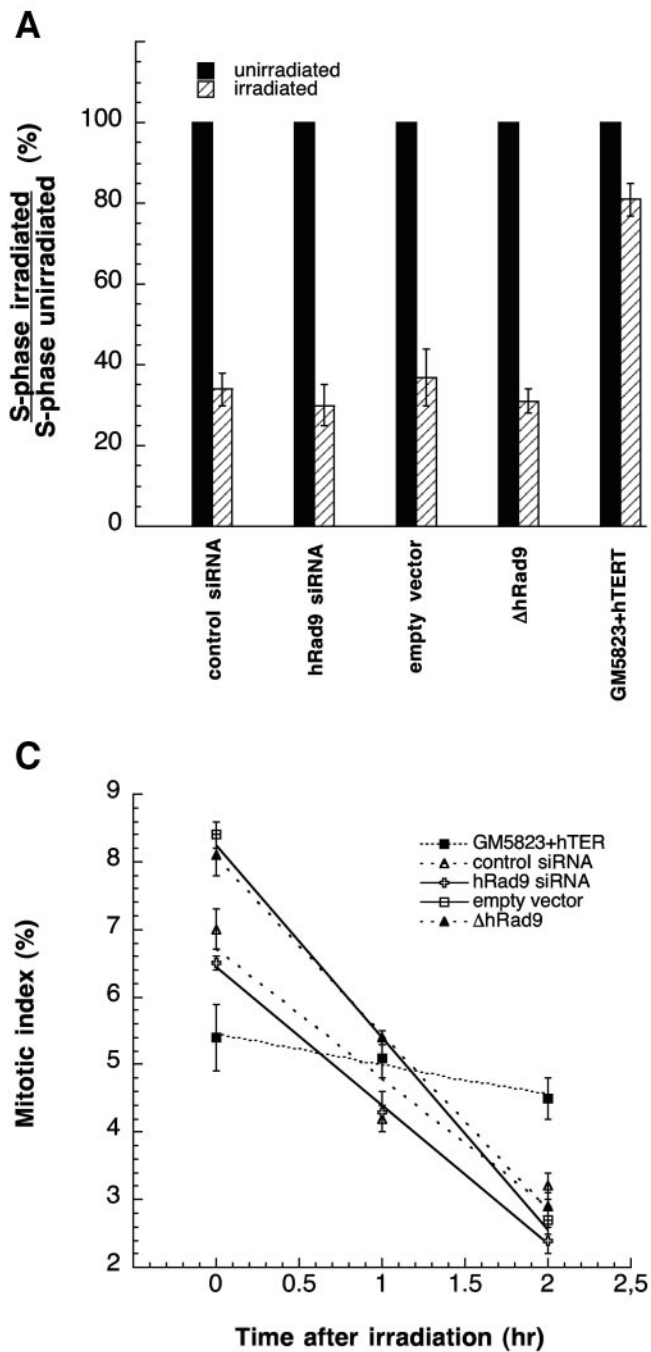 A
unirradiated
irradiated
S-phase irradiated
S-phase unirradiated
(%)
100
80
60
40
20
0
control siRNA
hRad9 siRNA
empty vector
ΔhRad9
GM5823+hTERT
C
9
8
7
6
5
4
3
2
Mitotic index (%)
GM5823+hTER
control siRNA
hRad9 siRNA
empty vector
ΔhRad9
0 0.5 1 1.5 2 2,5
Time after irradiation (hr)